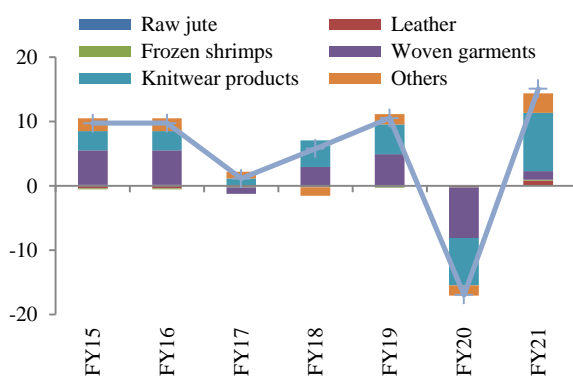 Raw jute Leather
Frozen shrimps Woven garments
Knitwear products Others
20
10
0
-10
-20
FY15 FY16 FY17 FY18 FY19 FY20 FY21